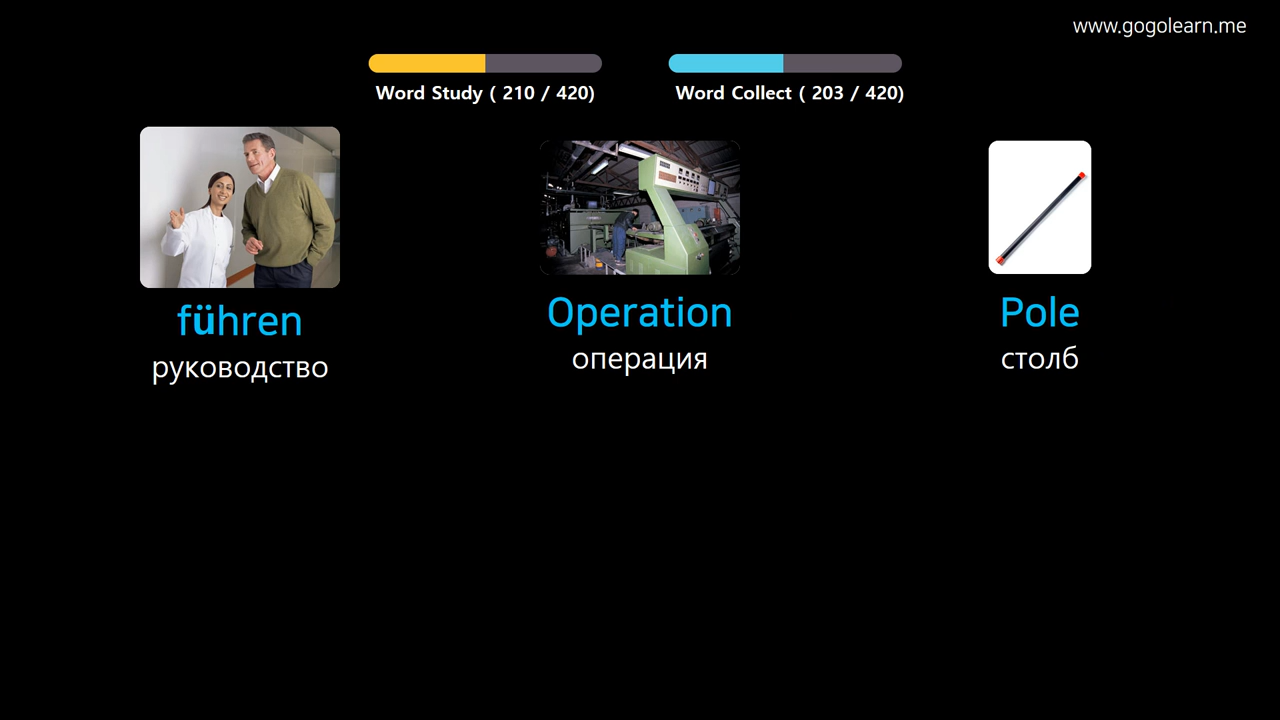 www.gogolearn.me
Word Study ( 210 / 420)
Word Collect ( 203 / 420)
führen
руководство
Operation
операция
Pole
столб